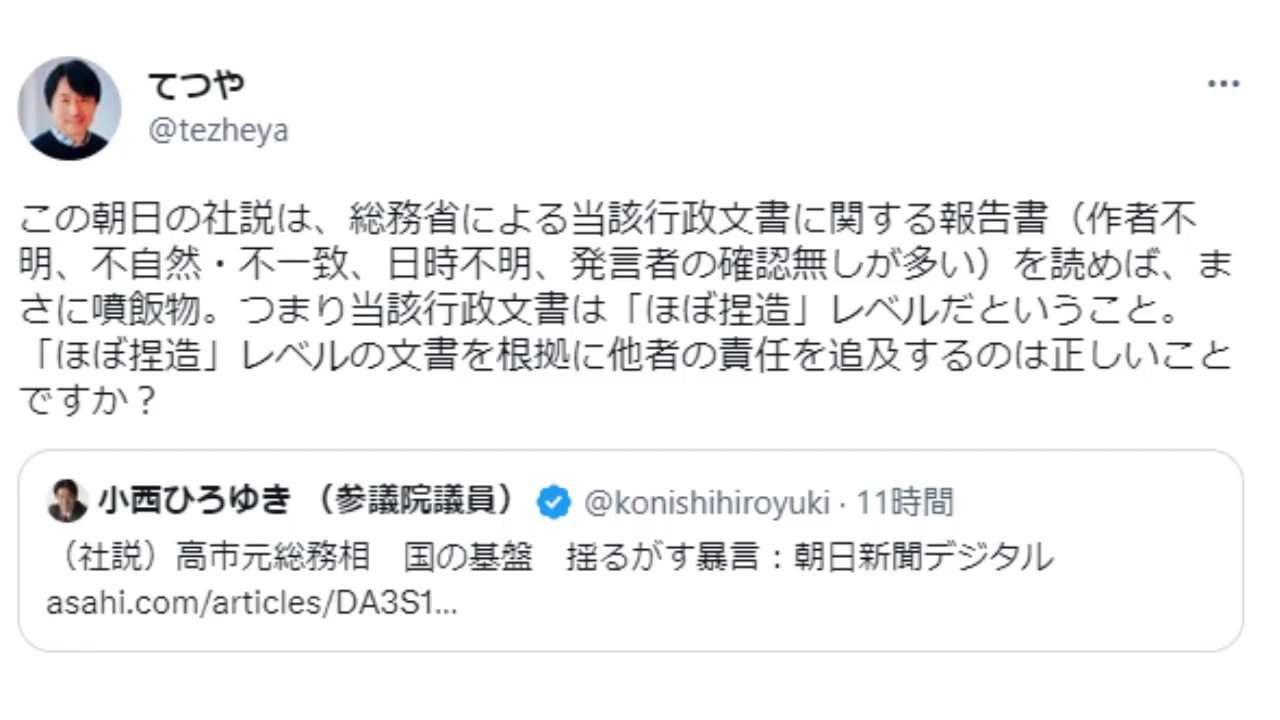 てつや
@tezheya
この朝日の社説は、総務省による当該行政文書に関する報告書（作者不
明、不自然・不一致、日時不明、発言者の確認無しが多い）を読めば、ま
さに噴飯物。つまり当該行政文書は「ほぼ捏造」レベルだということ。
「ほぼ捏造」レベルの文書を根拠に他者の責任を追及するのは正しいこと
ですか？
小西ひろゆき （参議院議員） @konishihiroyuki · 11時間
（社説）高市元総務相　国の基盤　揺るがす暴言：朝日新聞デジタル
asahi.com/articles/DA3S1...